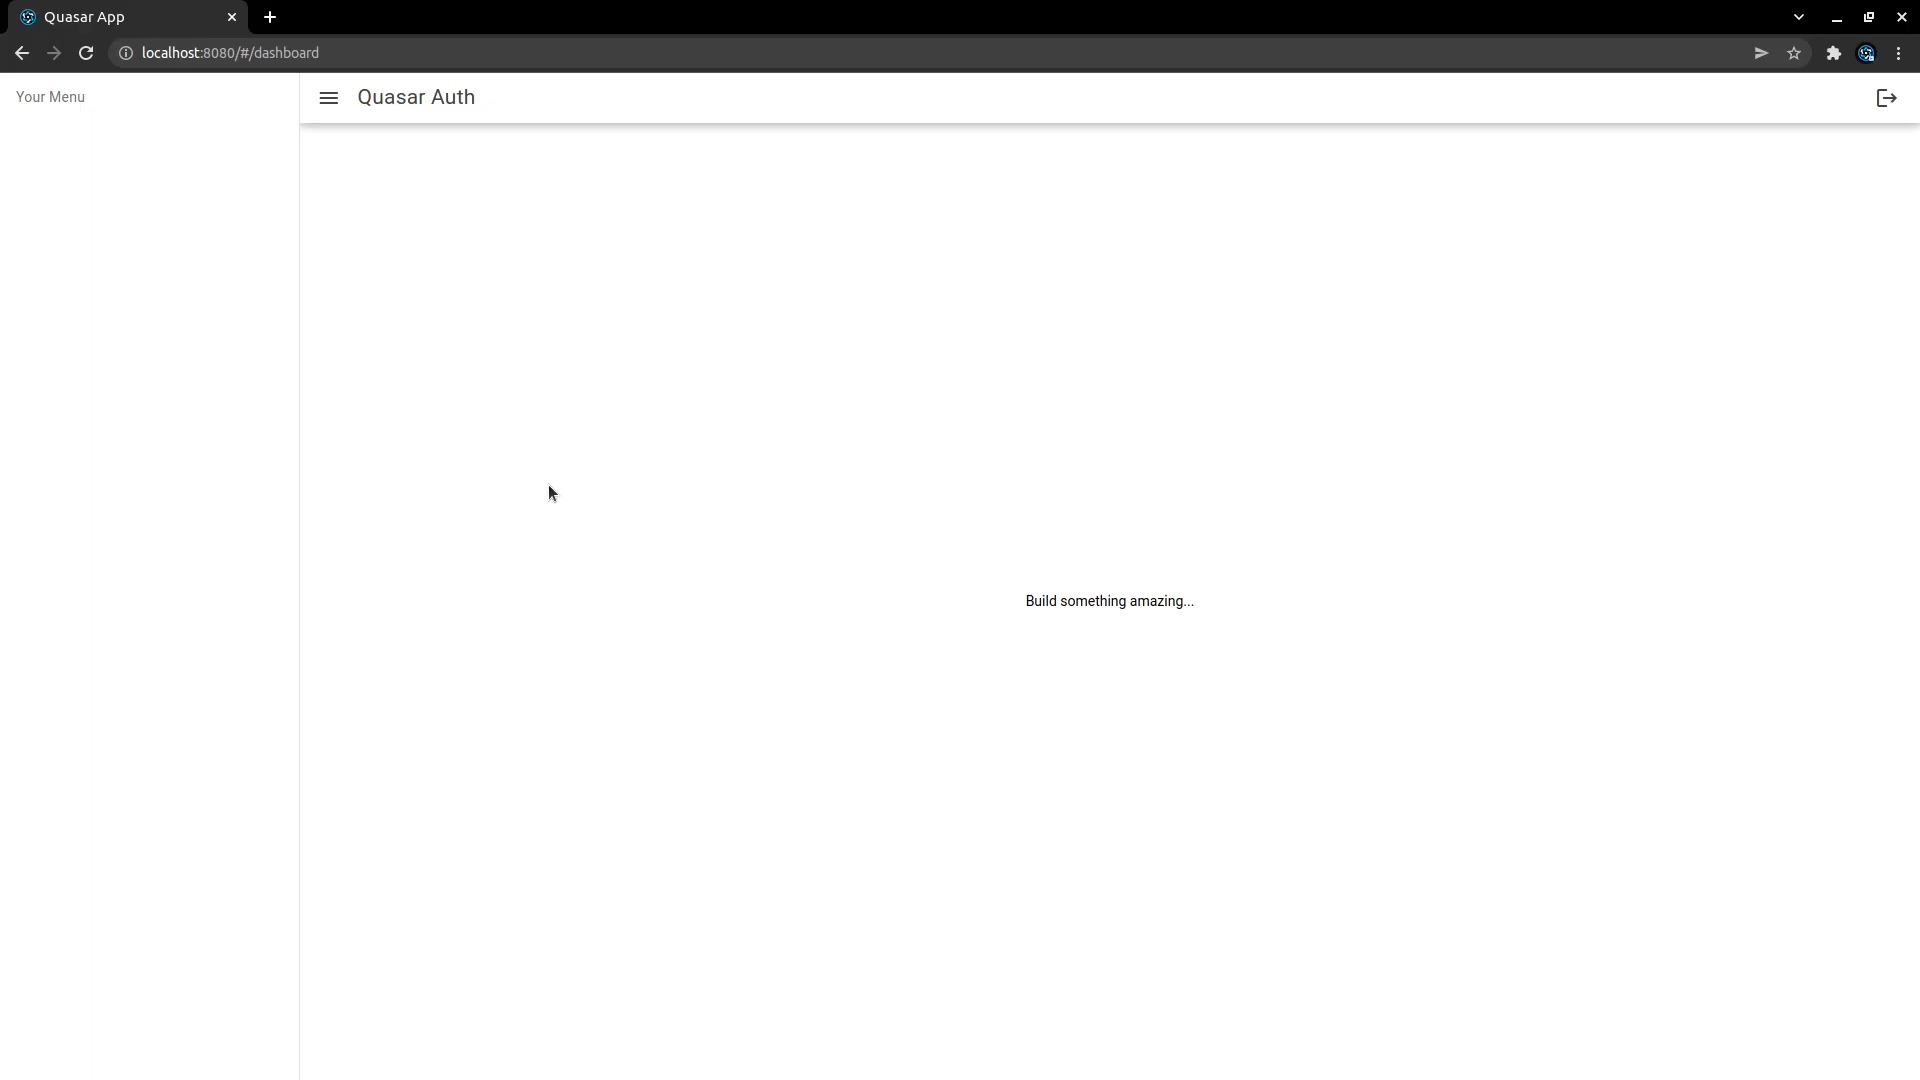 Quasar App
localhost:8080/#/dashboard
Your Menu
Quasar Auth
Build something amazing...